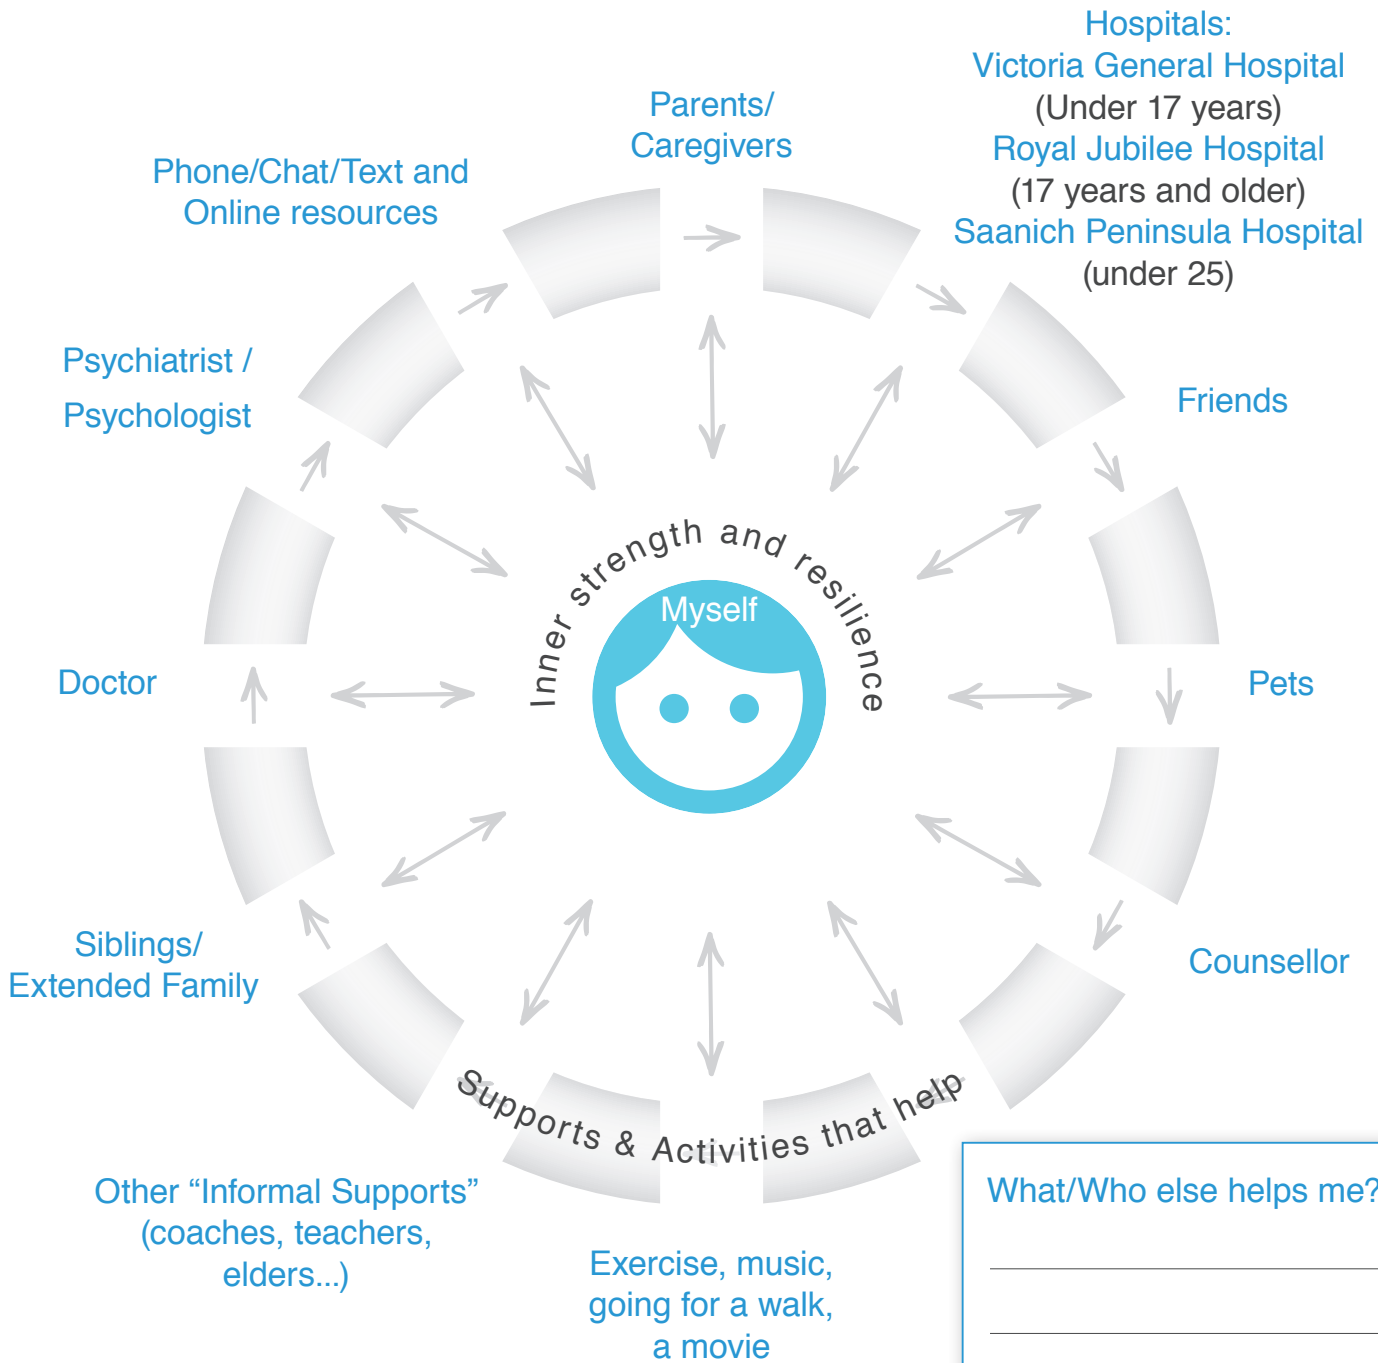 Hospitals:
Victoria General Hospital
(Under 17 years)
Royal Jubilee Hospital
(17 years and older)
Saanich Peninsula Hospital
(under 25)
Parents/
Caregivers
Phone/Chat/Text and
Online resources
Psychiatrist /
Psychologist
Friends
Inner strength and resilience
Myself
Doctor
Pets
Siblings/
Extended Family
Counsellor
Supports & Activities that help
Other “Informal Supports”
(coaches, teachers,
elders...)
Exercise, music,
going for a walk,
a movie
What/Who else helps me?